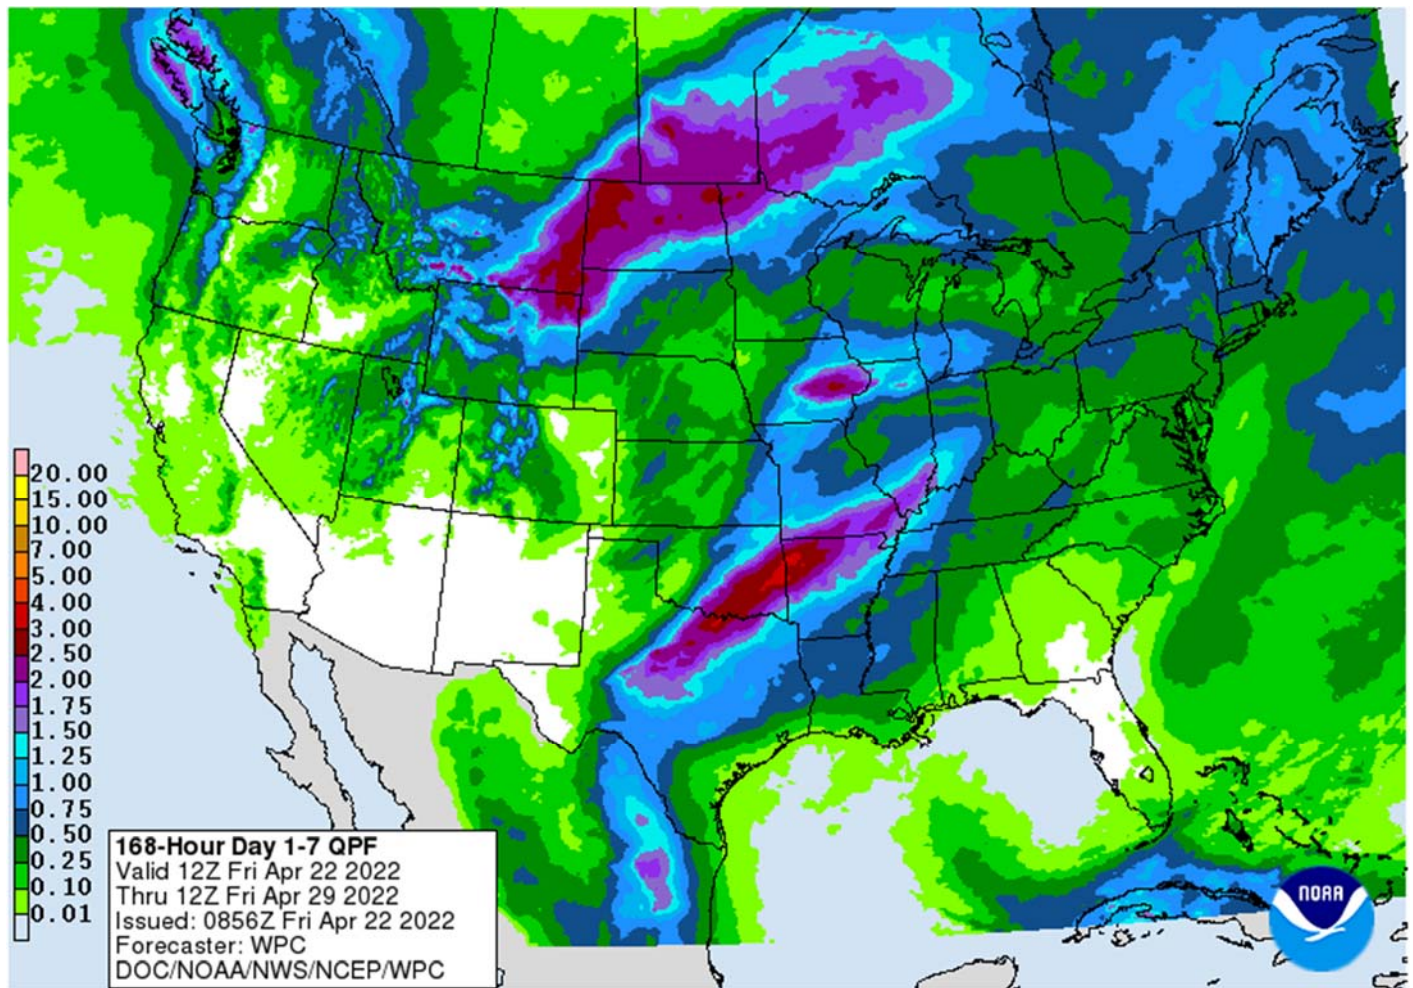 20.00
15.00
10.00
7.00
5.00
4.00
3.00
2.50
2.00
1.75
1.50
1.25
1.00
0.75
0.50
0.25
0.10
0.01
168-Hour Day 1-7 QPF
Valid 12Z Fri Apr 22 2022
Thru 12Z Fri Apr 29 2022
Issued: 0856Z Fri Apr 22 2022
Forecaster: WPC
DOC/NOAA/NWS/NCEP/WPC
NOAA